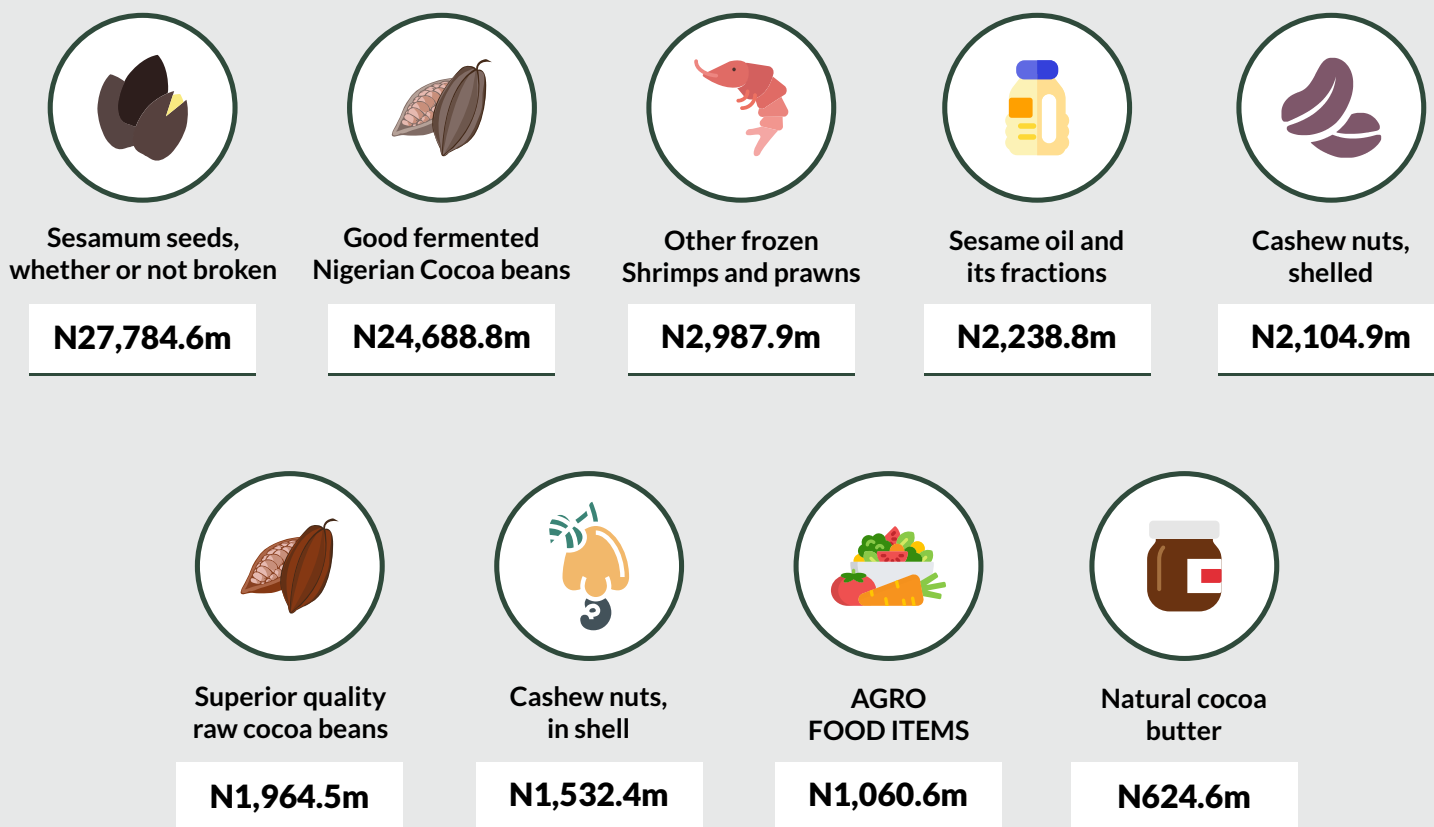 Sesamum seeds,
whether or not broken
N27,784.6m
Good fermented
Nigerian Cocoa beans
N24,688.8m
Other frozen
Shrimps and prawns
N2,987.9m
Sesame oil and
its fractions
N2,238.8m
Cashew nuts,
shelled
N2,104.9m
Superior quality
raw cocoa beans
N1,964.5m
Cashew nuts,
in shell
N1,532.4m
AGRO
FOOD ITEMS
N1,060.6m
Natural cocoa
butter
N624.6m